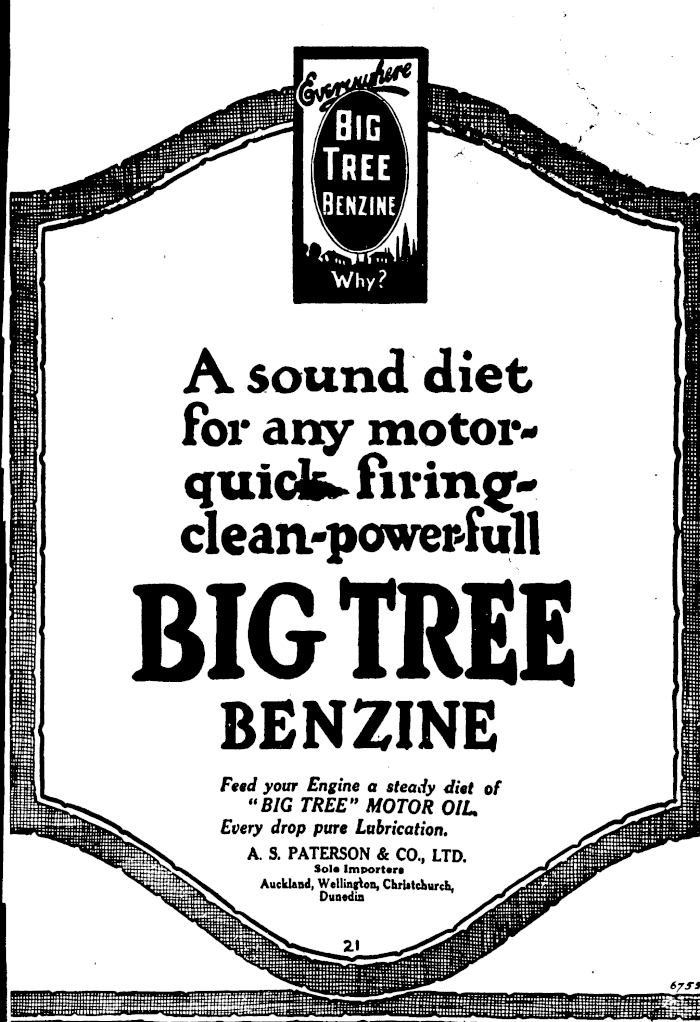 Everywhere
BIG
TREE
BENZINE
Why?
A sound diet
for any motor-
quick firing-
clean-powerfull
BIG TREE
BENZINE
Feed your Engine a steady diet of
"BIG TREE" MOTOR OIL.
Every drop pure Lubrication.
A. S. PATERSON & CO., LTD.
Sole Importers
Auckland, Wellington, Christchurch,
Dunedin
21
6755